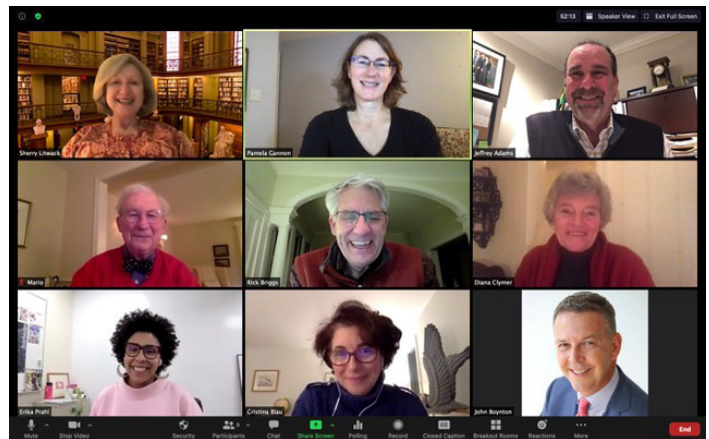 52:13 Speaker View Exit Full Screen
Sherry Litwack
Pamela Gannon
Jeffrey Adams
Mario
Rick Briggs
Diana Clymer
Erika Prahl
Cristina Blau
John Boynton
Mute Stop Video Security Participants 9 Chat Share Screen Polling Record CC Closed Caption Breakout Rooms Reactions More End